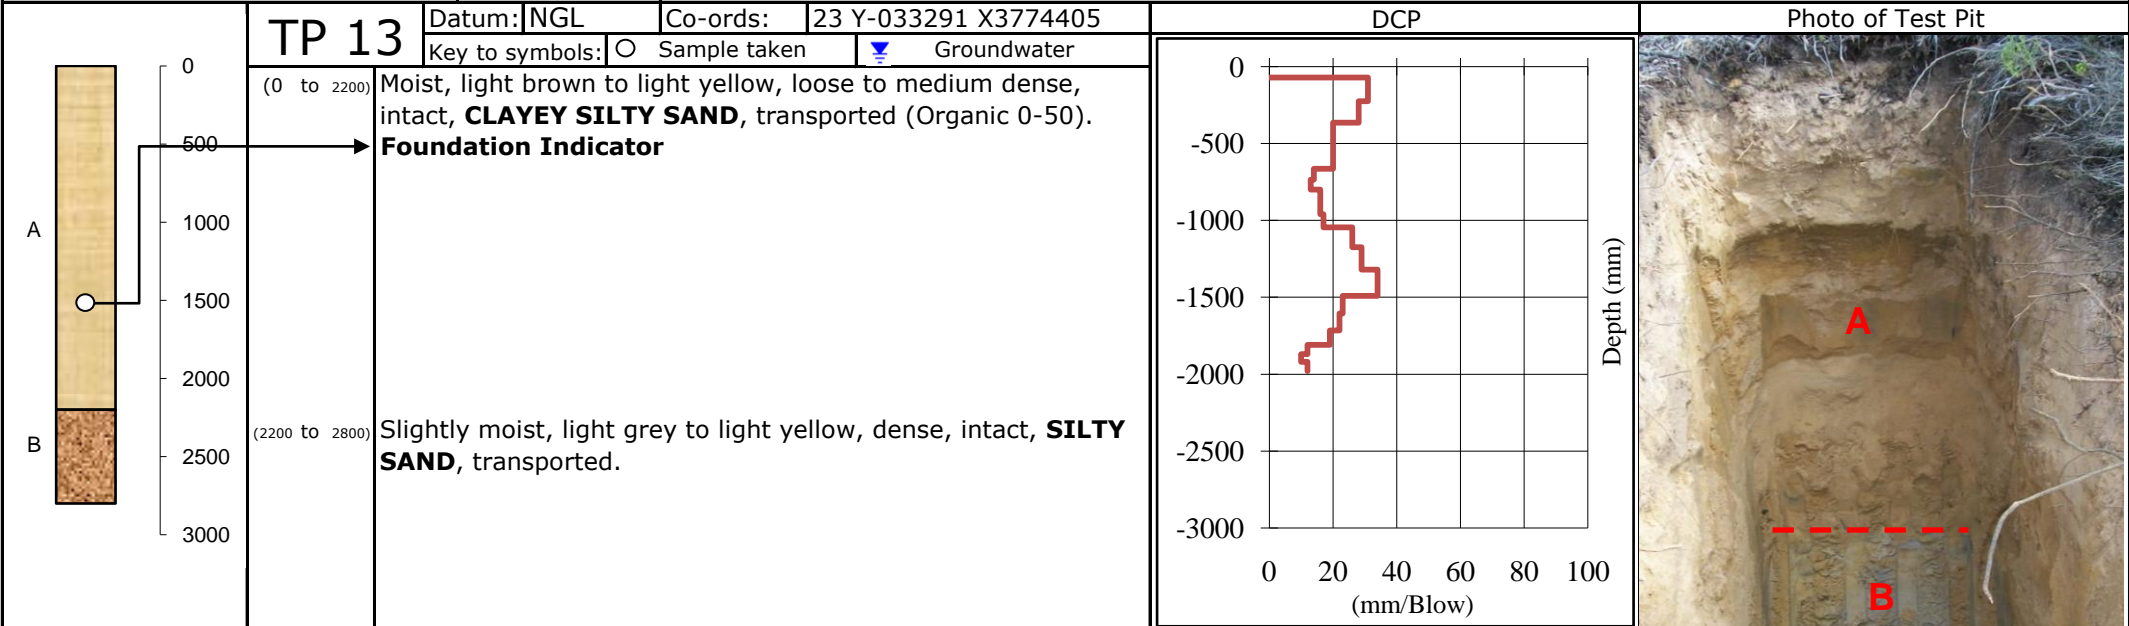 TP 13
Datum: NGL Co-ords: 23 Y-033291 X3774405
Key to symbols: Sample taken Groundwater
DCP
Photo of Test Pit
0
500
1000
1500
2000
2500
3000
A
B
(0 to 2200) Moist, light brown to light yellow, loose to medium dense,
intact, CLAYEY SILTY SAND, transported (Organic 0-50).
Foundation Indicator
(2200 to 2800) Slightly moist, light grey to light yellow, dense, intact, SILTY
SAND, transported.
0
-500
-1000
-1500
-2000
-2500
-3000
0 20 40 60 80 100
(mm/Blow)
Depth (mm)
A
B